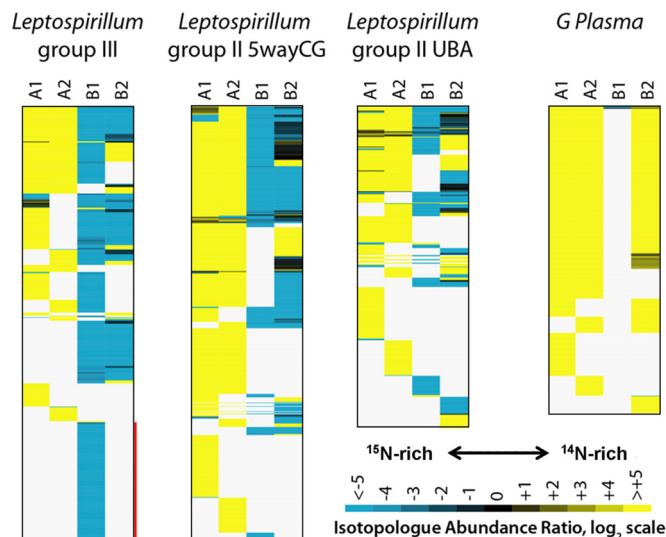 Leptospirillum
group III
Leptospirillum
group II 5wayCG
Leptospirillum
group II UBA
G Plasma
A1 A2 B1 B2
A1 A2 B1 B2
A1 A2 B1 B2
A1 A2 B1 B2
15N-rich 14N-rich
<-5 -4 -3 -2 -1 0 +1 +2 +3 +4 >+5
Isotopologue Abundance Ratio, log2 scale